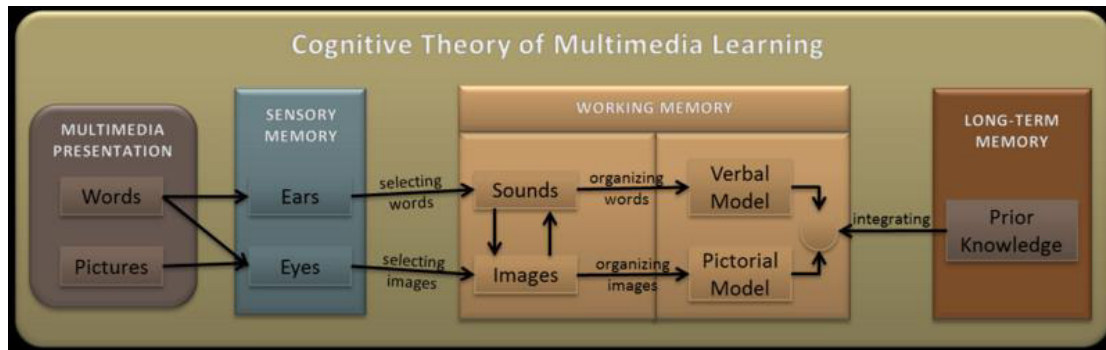 Cognitive Theory of Multimedia Learning
MULTIMEDIA
PRESENTATION
Words
Pictures
SENSORY
MEMORY
Ears
Eyes
selecting
words
selecting
images
WORKING MEMORY
Sounds
Images
organizing
words
organizing
images
Verbal
Model
Pictorial
Model
integrating
LONG-TERM
MEMORY
Prior
Knowledge